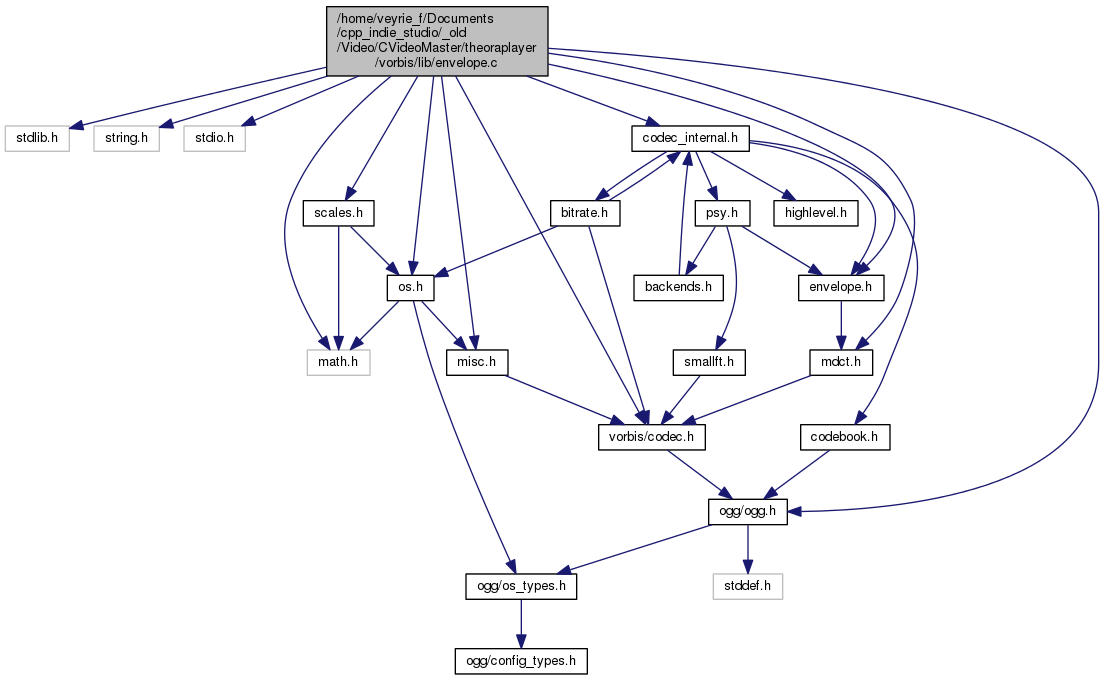 /home/veyrie_f/Documents
/cpp_indie_studio/_old
/Video/CVideoMaster/theoraplayer
/vorbis/lib/envelope.c
stdlib.h
string.h
stdio.h
codec_internal.h
scales.h
bitrate.h
psy.h
highlevel.h
os.h
backends.h
envelope.h
math.h
misc.h
smallft.h
mdct.h
vorbis/codec.h
codebook.h
ogg/ogg.h
ogg/os_types.h
stddef.h
ogg/config_types.h